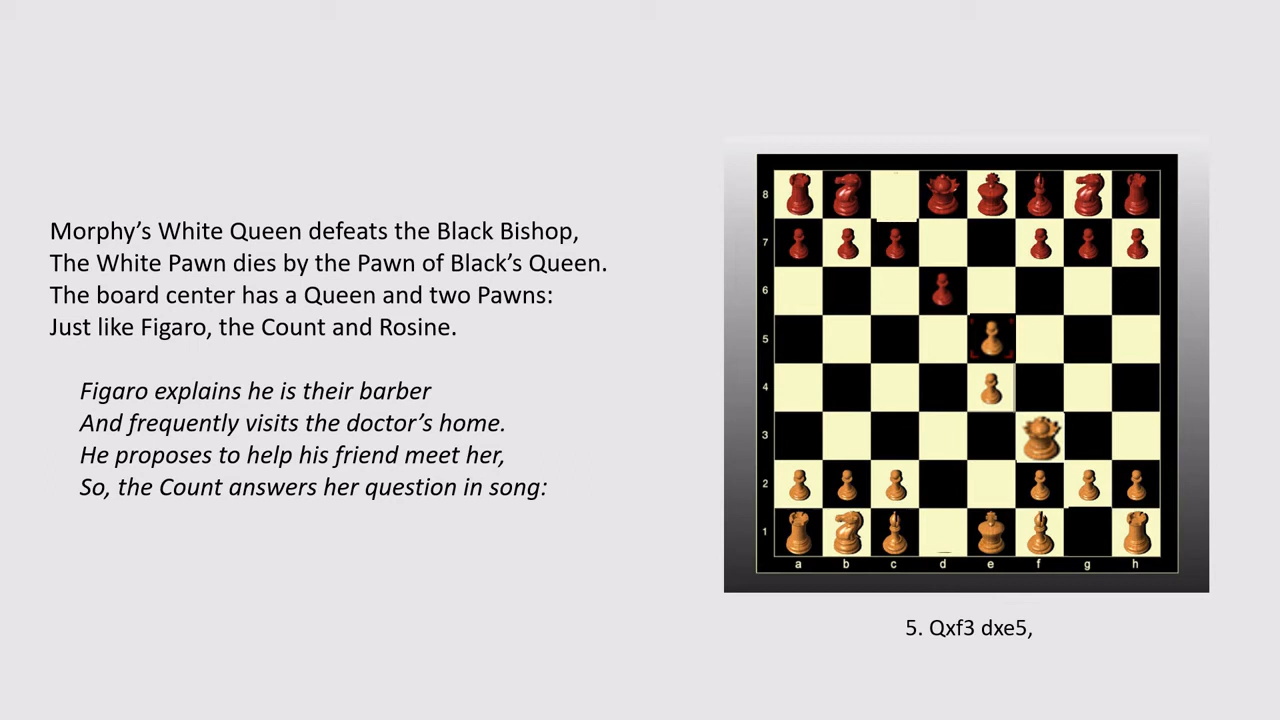 Morphy’s White Queen defeats the Black Bishop,
The White Pawn dies by the Pawn of Black’s Queen.
The board center has a Queen and two Pawns:
Just like Figaro, the Count and Rosine.
Figaro explains he is their barber
And frequently visits the doctor’s home.
He proposes to help his friend meet her,
So, the Count answers her question in song:
8
7
6
5
4
3
2
1
a b c d e f g h
5. Qxf3 dxe5,